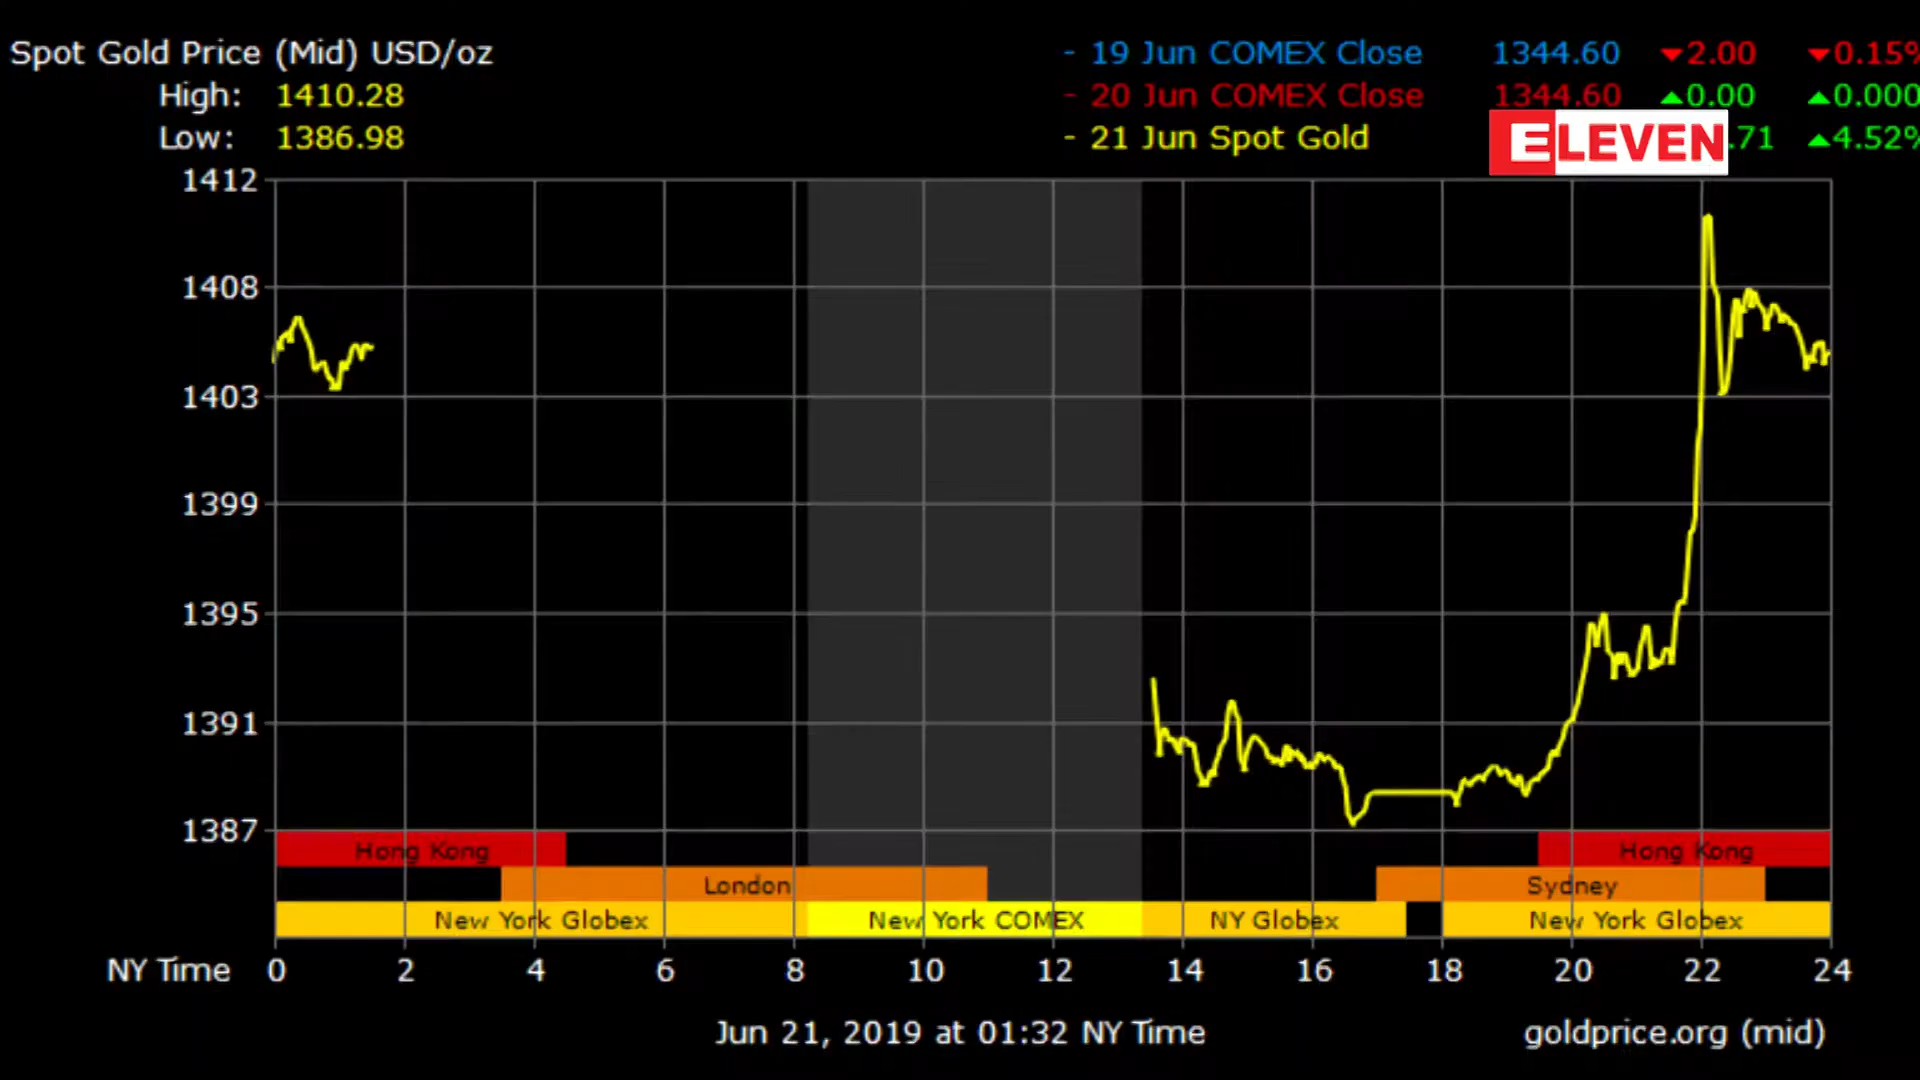 Spot Gold Price (Mid) USD/oz
High: 1410.28
Low: 1386.98
- 19 Jun COMEX Close 1344.60 ▼2.00 ▼0.15%
- 20 Jun COMEX Close 1344.60 ▲0.00 ▲0.000
- 21 Jun Spot Gold .71 ▲4.52%
ELEVEN
1412
1408
1403
1399
1395
1391
1387
Hong Kong Hong Kong
London Sydney
New York Globex New York COMEX NY Globex New York Globex
NY Time 0 2 4 6 8 10 12 14 16 18 20 22 24
Jun 21, 2019 at 01:32 NY Time goldprice.org (mid)